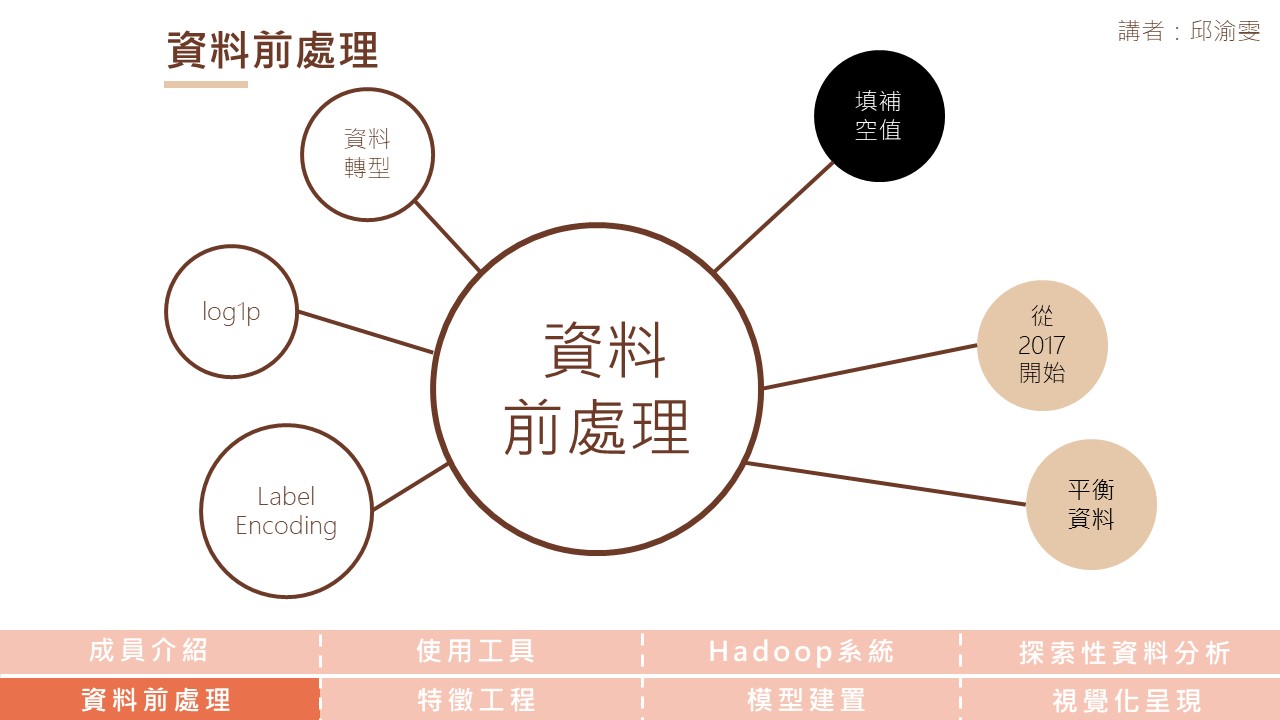 資料前處理
講者：邱渝雯
資料
轉型
填補
空值
log1p
從
2017
開始
資料
前處理
Label
Encoding
平衡
資料
成員介紹
使用工具
Hadoop系統
探索性資料分析
資料前處理
特徵工程
模型建置
視覺化呈現